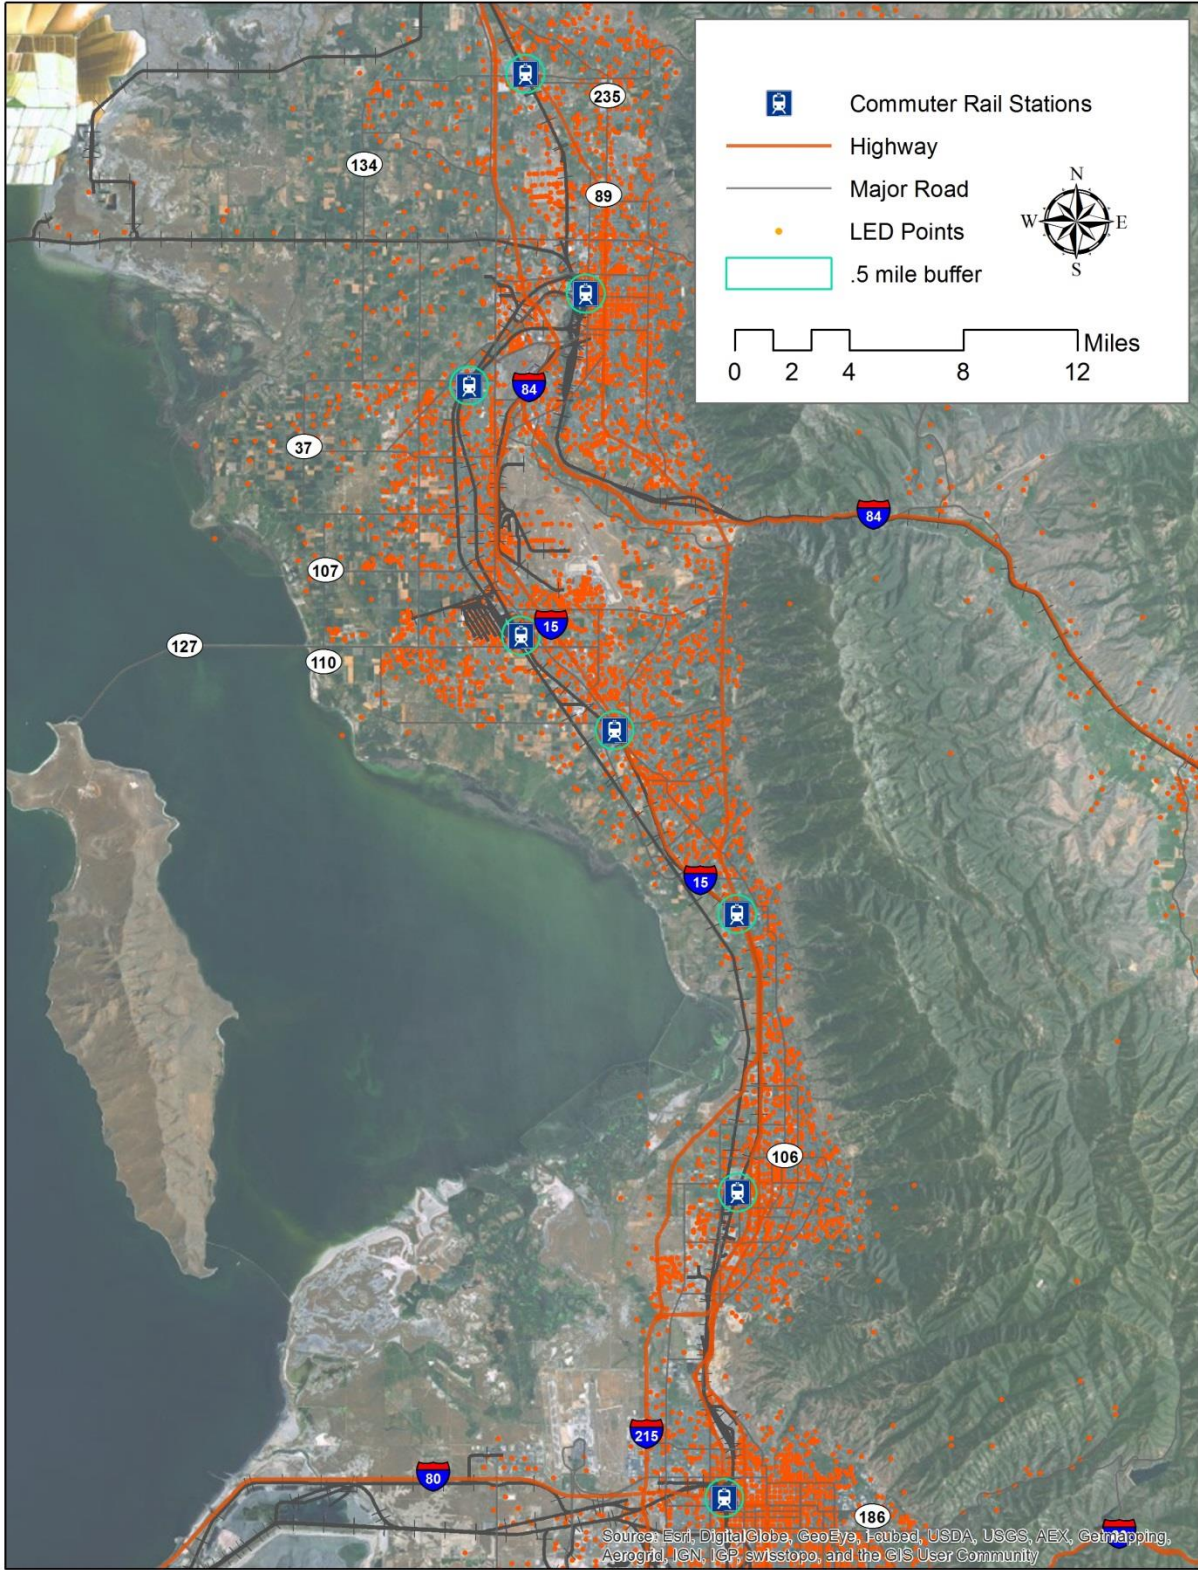 Commuter Rail Stations
Highway
Major Road
LED Points
.5 mile buffer
N
W E
S
Miles
0 2 4 8 12
235
134
89
84
37
84
107
15
127
110
15
106
215
80
186
Source: Esri, DigitalGlobe, GeoEye, i-cubed, USDA, USGS, AEX, Getmapping,
Aerogrid, IGN, IGP, swisstopo, and the GIS User Community